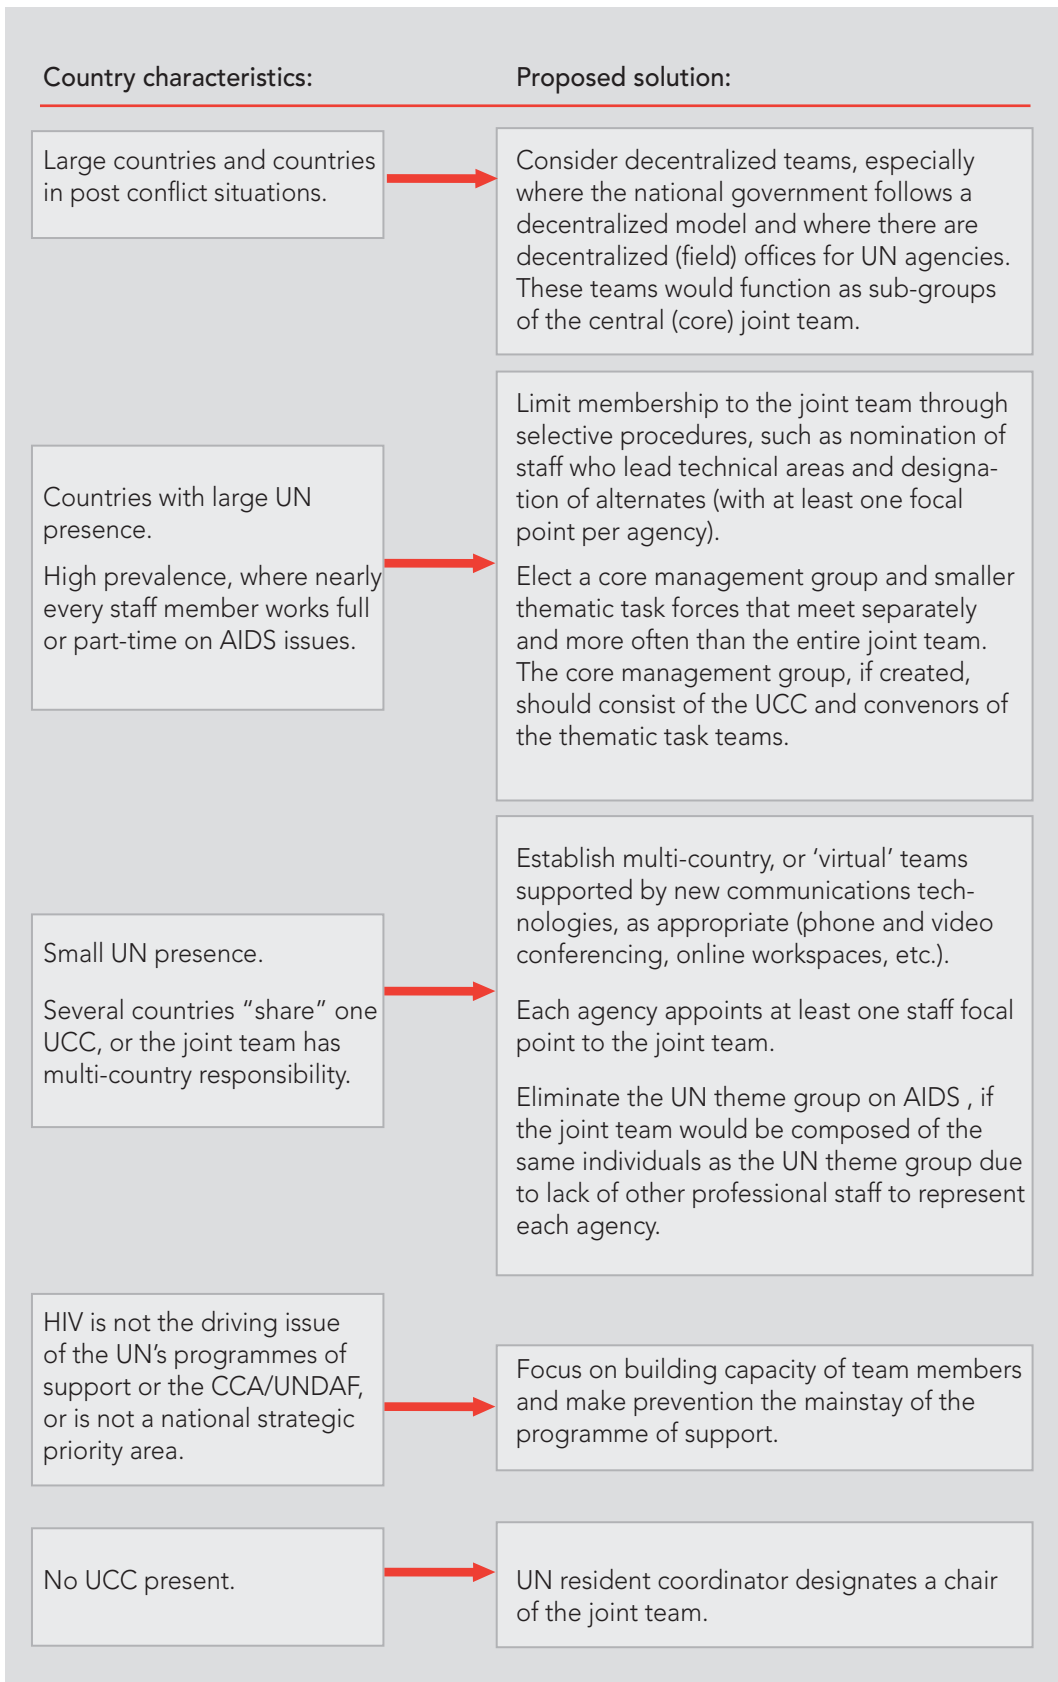 Country characteristics:
Proposed solution:
Large countries and countries
in post conflict situations.
Consider decentralized teams, especially
where the national government follows a
decentralized model and where there are
decentralized (field) offices for UN agencies.
These teams would function as sub-groups
of the central (core) joint team.
Countries with large UN
presence.
High prevalence, where nearly
every staff member works full
or part-time on AIDS issues.
Limit membership to the joint team through
selective procedures, such as nomination of
staff who lead technical areas and designa-
tion of alternates (with at least one focal
point per agency).
Elect a core management group and smaller
thematic task forces that meet separately
and more often than the entire joint team.
The core management group, if created,
should consist of the UCC and convenors of
the thematic task teams.
Small UN presence.
Several countries “share” one
UCC, or the joint team has
multi-country responsibility.
Establish multi-country, or ‘virtual’ teams
supported by new communications tech-
nologies, as appropriate (phone and video
conferencing, online workspaces, etc.).
Each agency appoints at least one staff focal
point to the joint team.
Eliminate the UN theme group on AIDS , if
the joint team would be composed of the
same individuals as the UN theme group due
to lack of other professional staff to represent
each agency.
HIV is not the driving issue
of the UN’s programmes of
support or the CCA/UNDAF,
or is not a national strategic
priority area.
Focus on building capacity of team members
and make prevention the mainstay of the
programme of support.
No UCC present.
UN resident coordinator designates a chair
of the joint team.